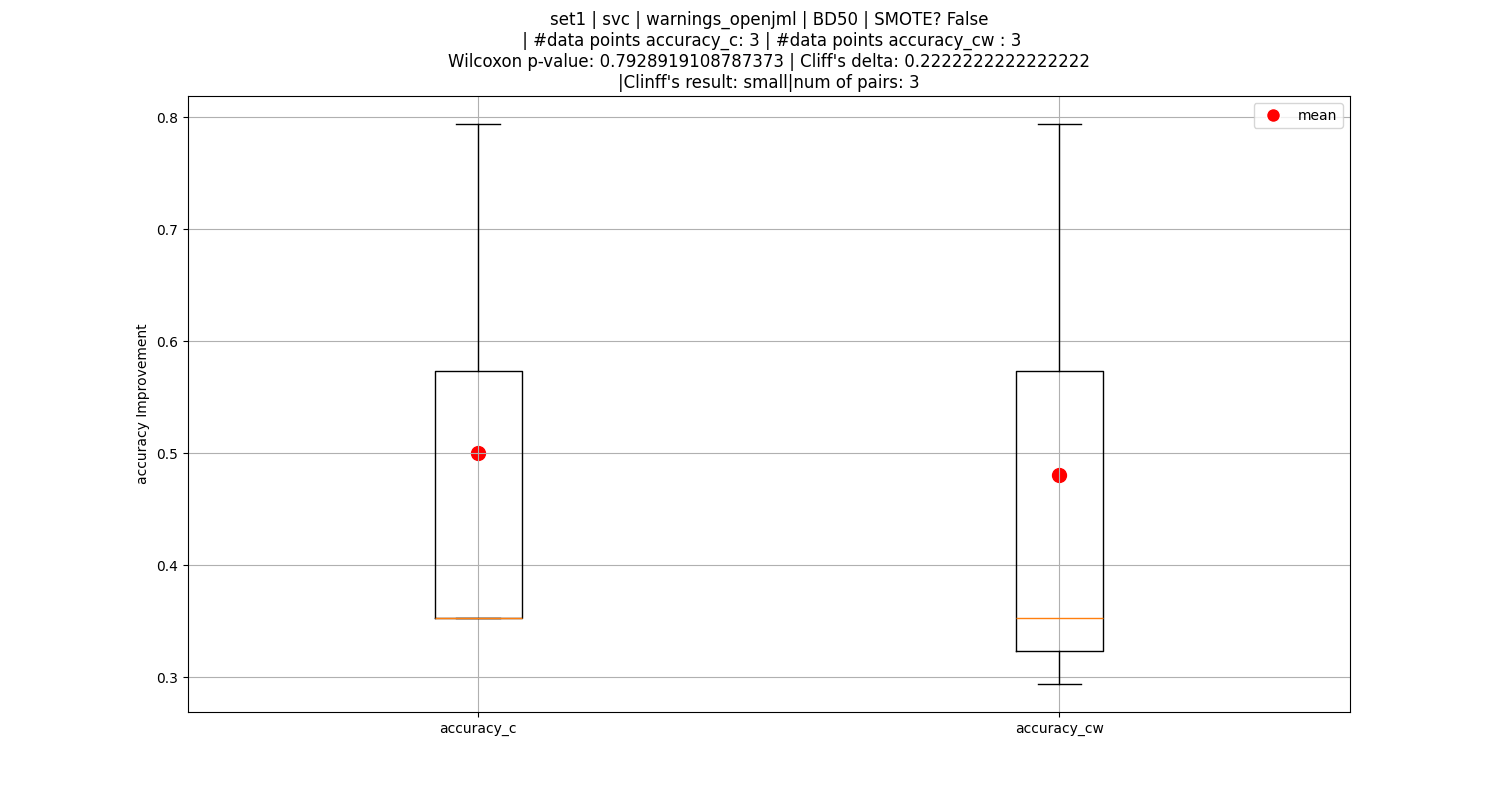 set1 | svc | warnings_openjml | BD50 | SMOTE? False
| #data points accuracy_c: 3 | #data points accuracy_cw : 3
Wilcoxon p-value: 0.7928919108787373 | Cliff's delta: 0.2222222222222222
|Clinff's result: small|num of pairs: 3
mean
0.8
0.7
0.6
0.5
0.4
0.3
accuracy Improvement
accuracy_c
accuracy_cw